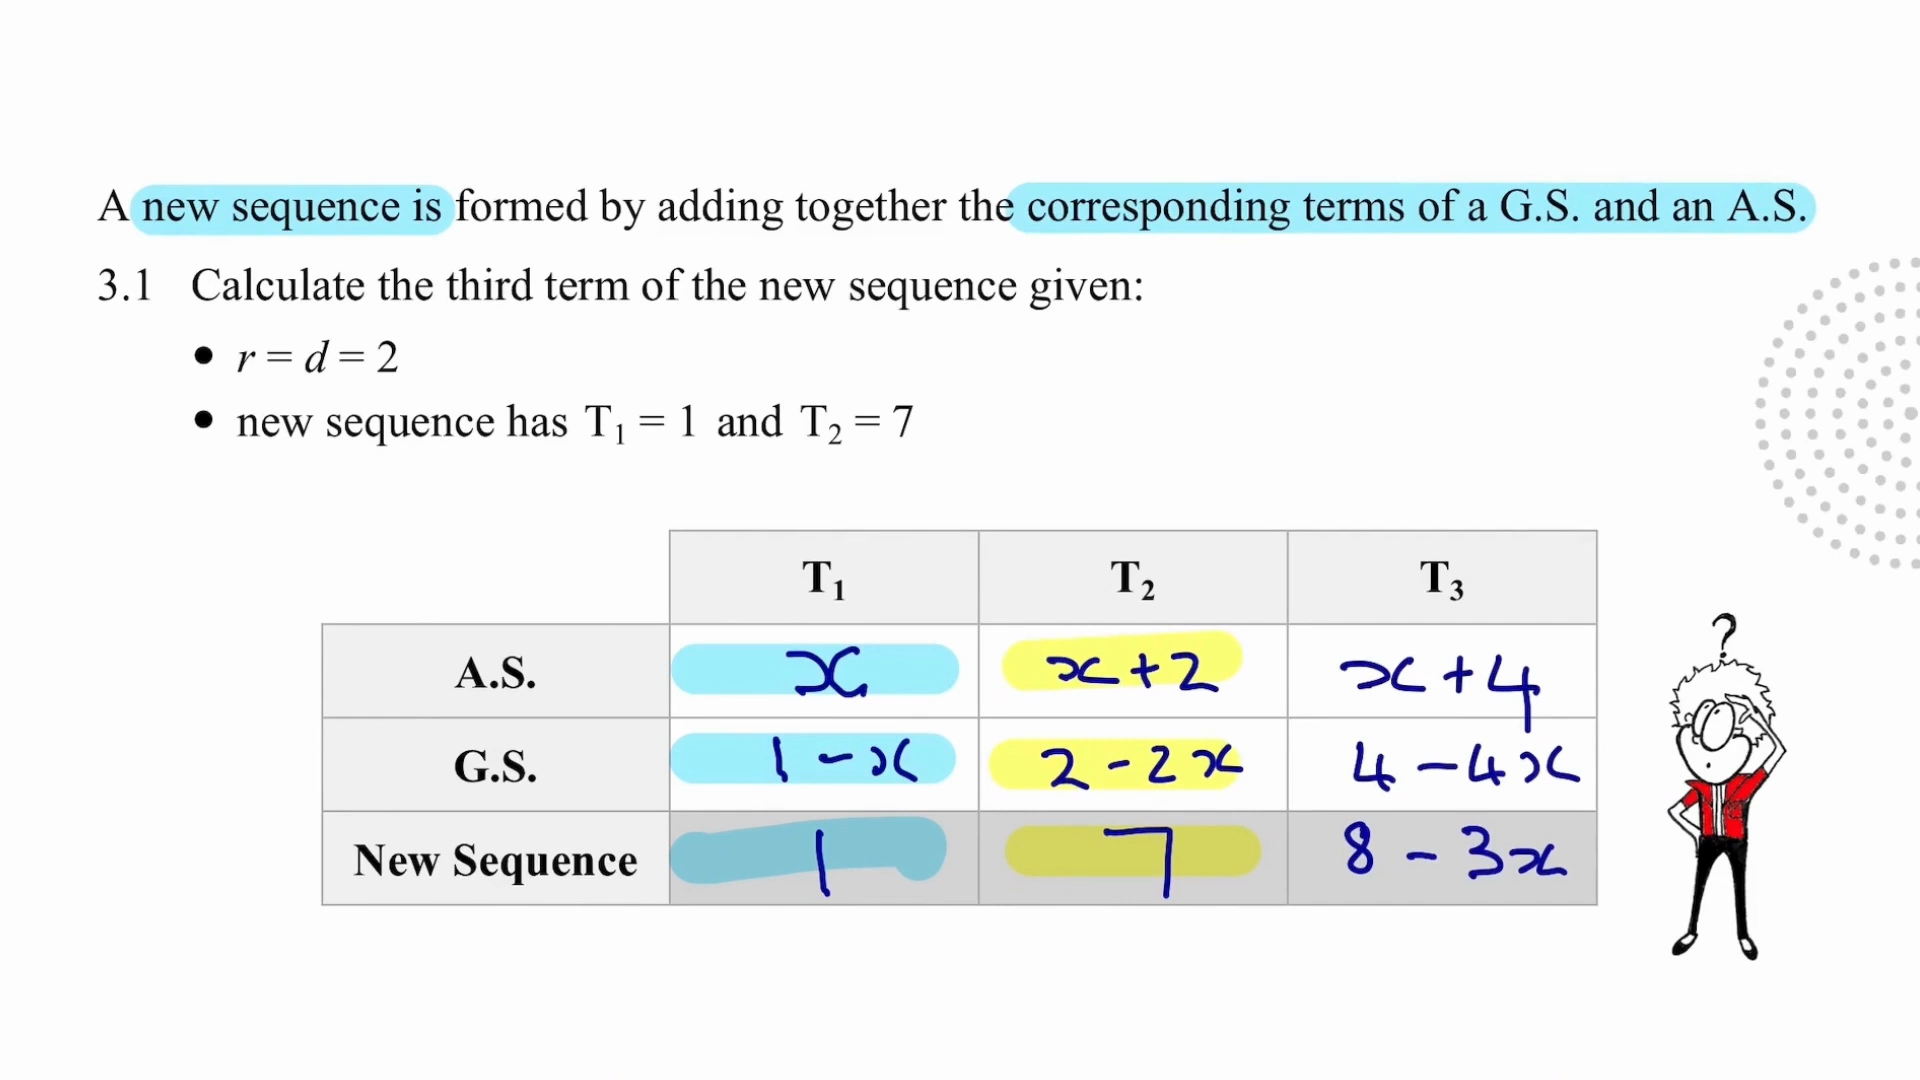 A new sequence is formed by adding together the corresponding terms of a G.S. and an A.S.
3.1 Calculate the third term of the new sequence given:
• r = d = 2
• new sequence has T₁ = 1 and T₂ = 7
T₁ T₂ T₃
A.S. x x + 2 x + 4
G.S. 1 - x 2 - 2x 4 - 4x
New Sequence 1 7 8 - 3x
?